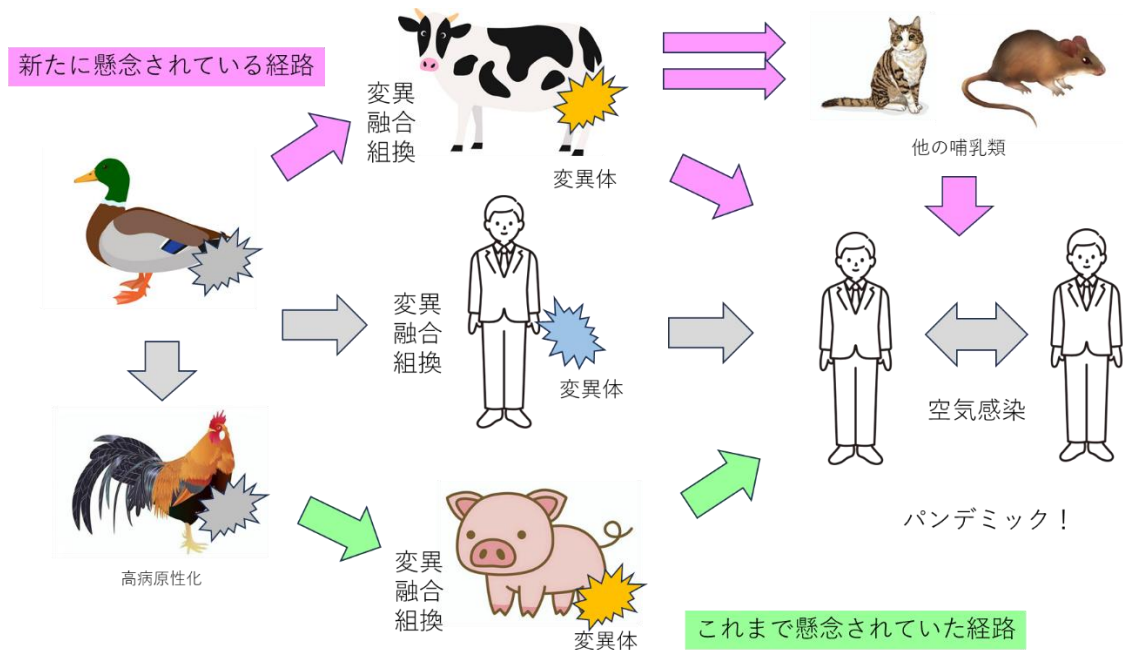 新たに懸念されている経路
変異
融合
組換
変異体
他の哺乳類
変異
融合
組換
変異体
空気感染
高病原性化
変異
融合
組換
変異体
パンデミック！
これまで懸念されていた経路